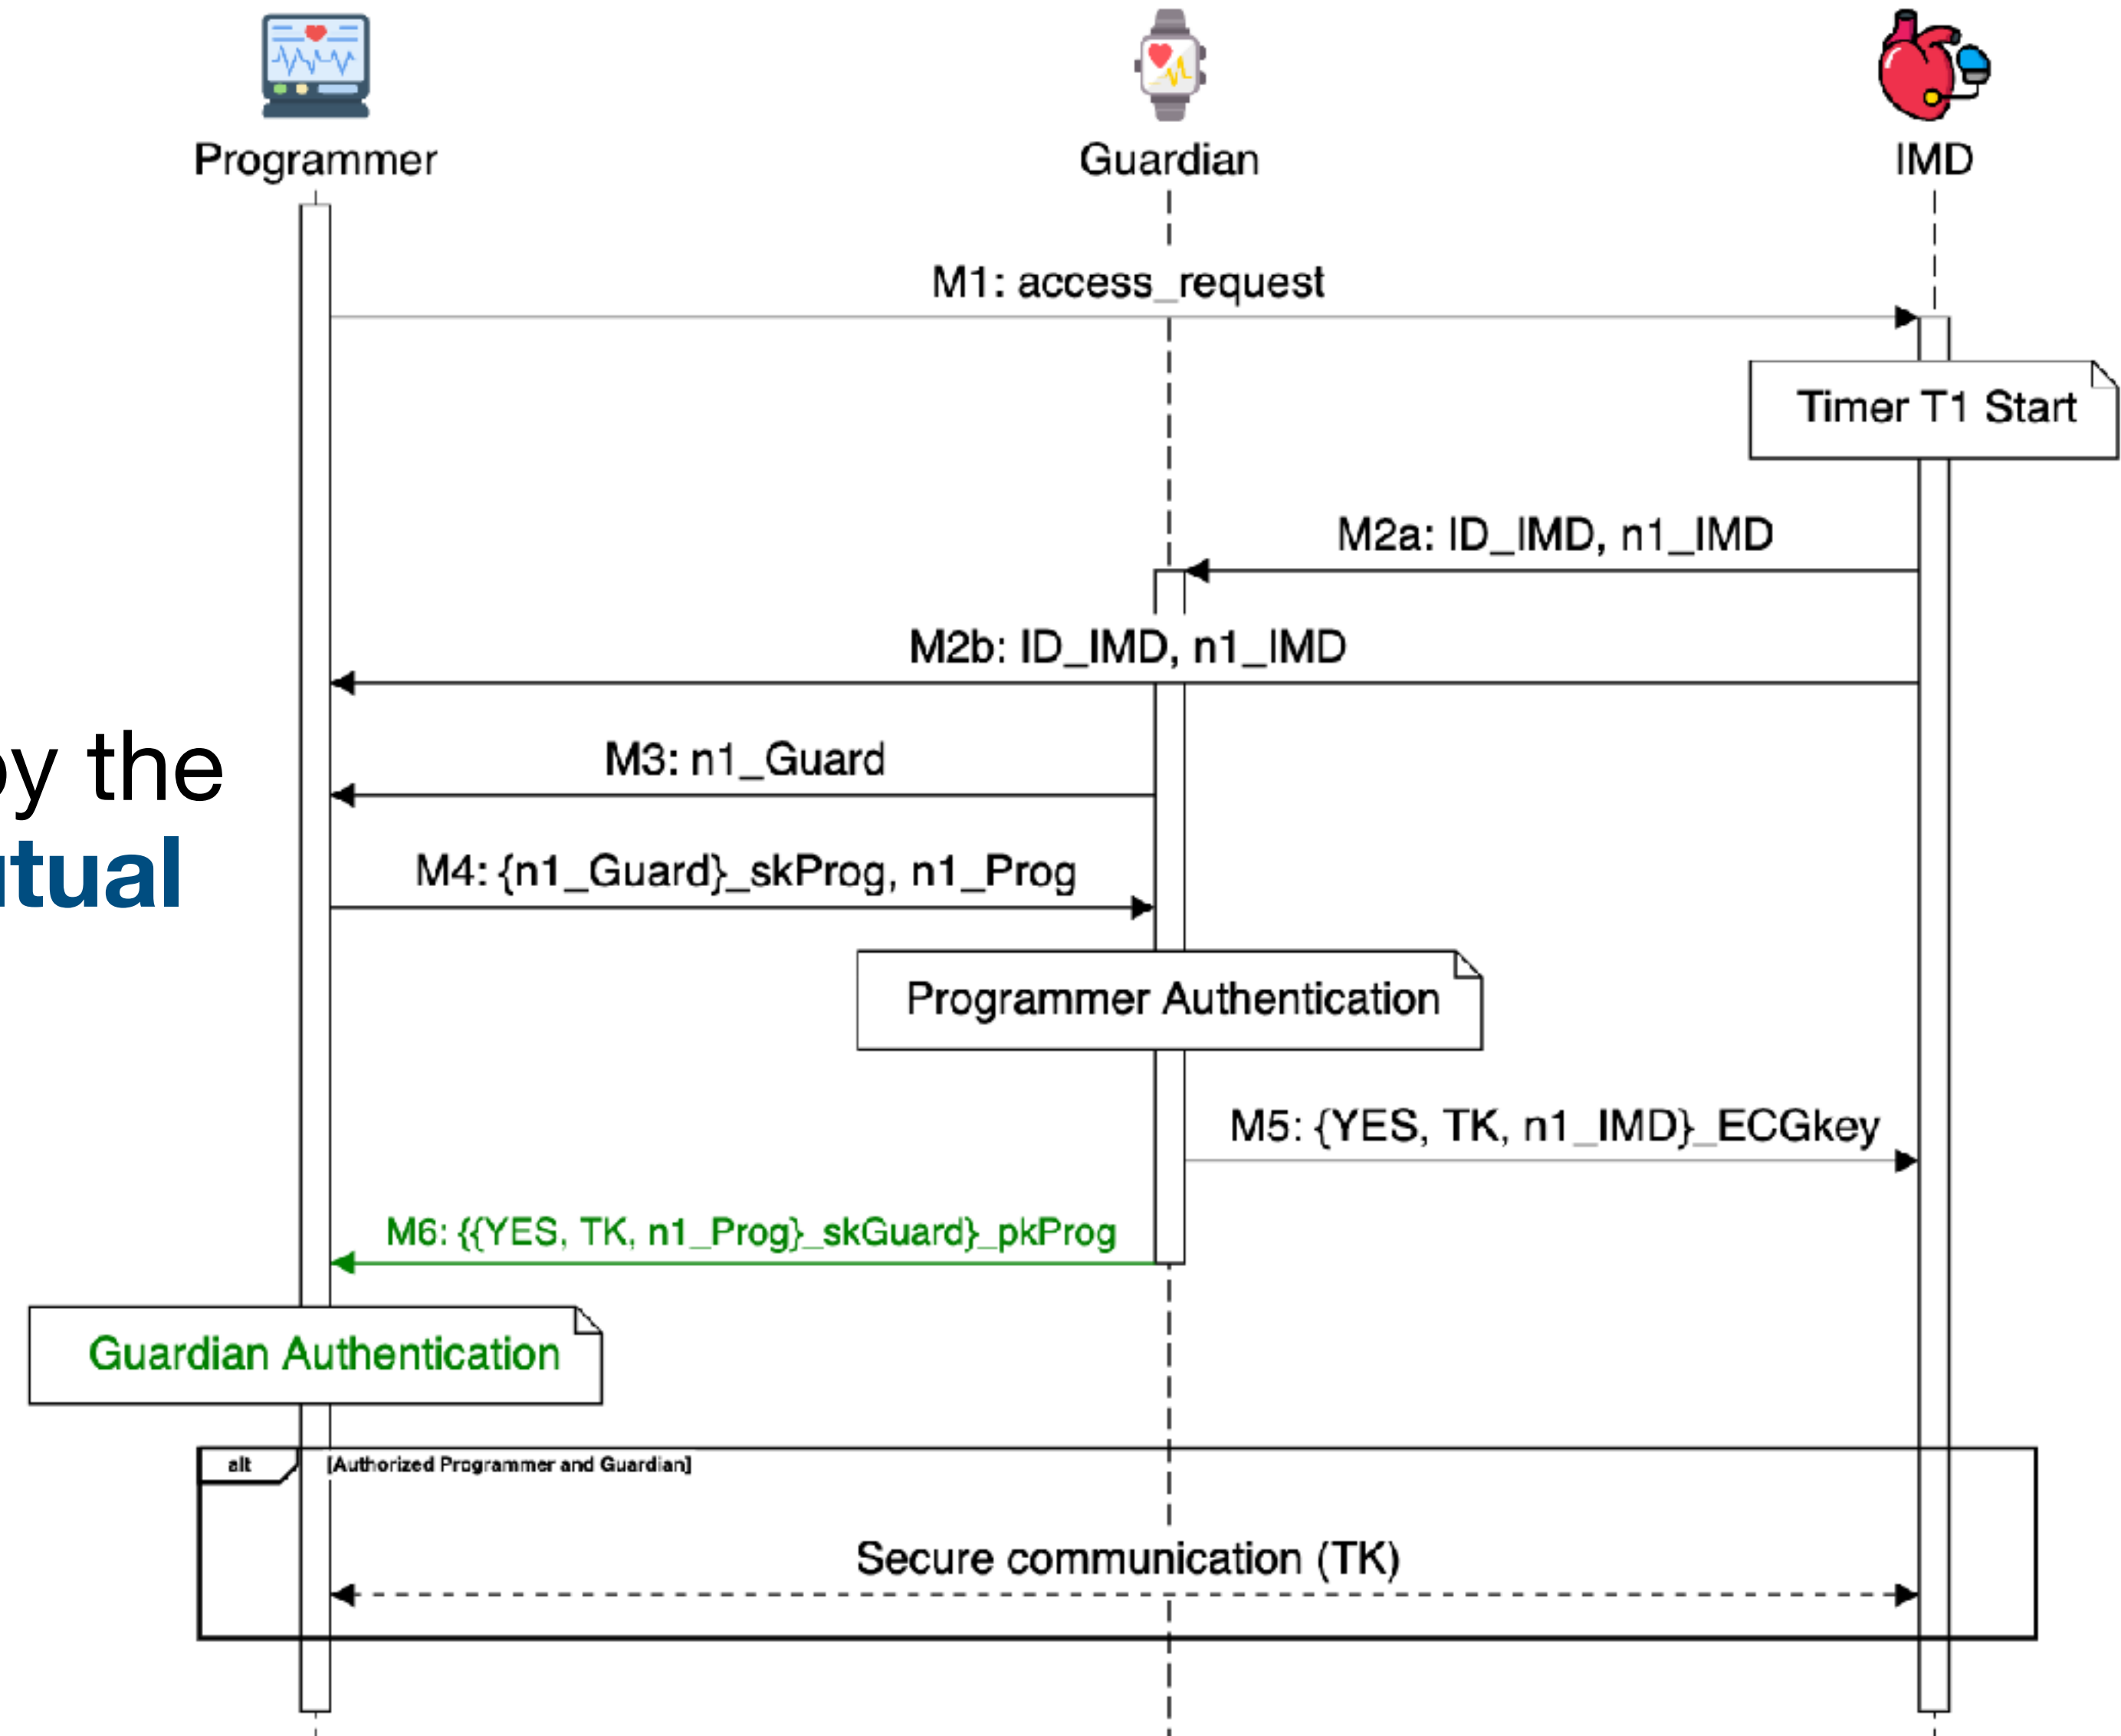 Programmer
Guardian
IMD
M1: access_request
Timer T1 Start
M2a: ID_IMD, n1_IMD
M2b: ID_IMD, n1_IMD
by the
M3: n1_Guard
utual
M4: {n1_Guard}_skProg, n1_Prog
Programmer Authentication
M5: {YES, TK, n1_IMD}_ECGkey
M6: {{YES, TK, n1_Prog}_skGuard}_pkProg
Guardian Authentication
alt [Authorized Programmer and Guardian]
Secure communication (TK)